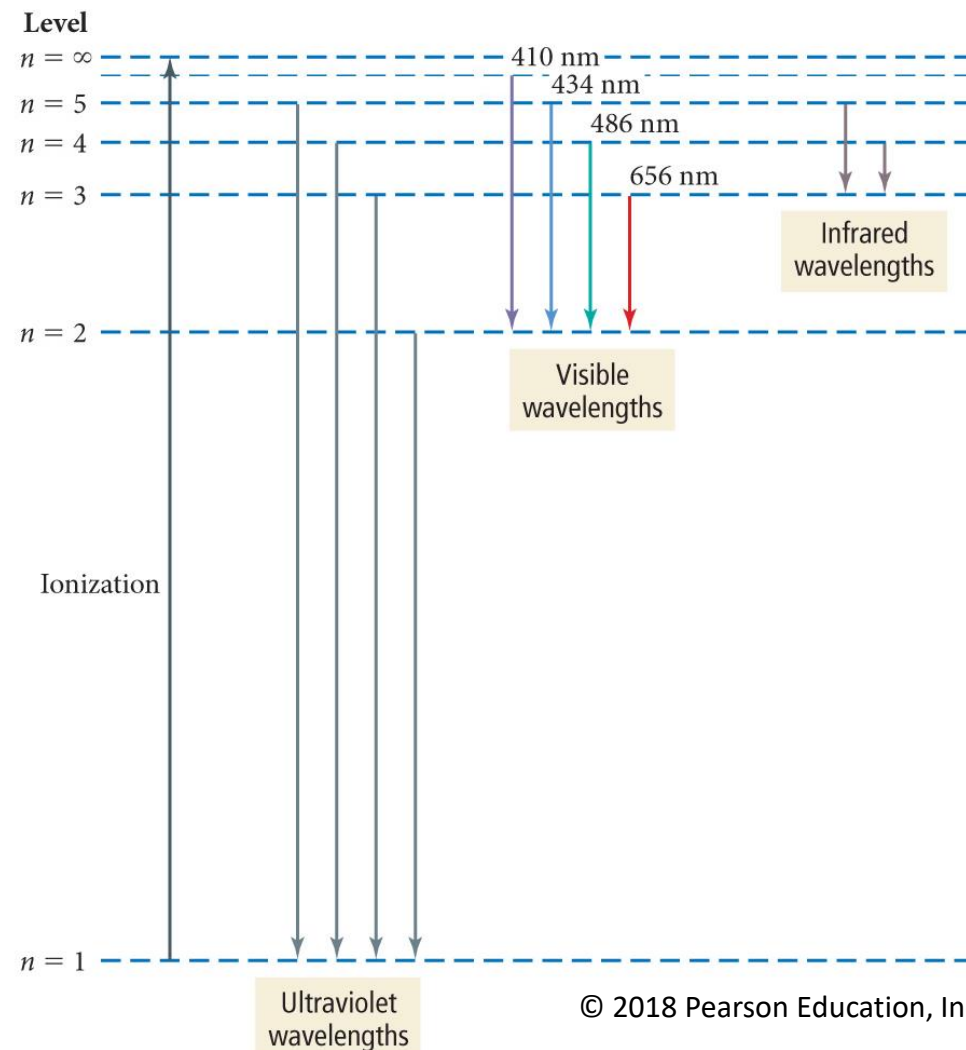 Level
n = ∞
410 nm
434 nm
n = 5
486 nm
n = 4
656 nm
n = 3
Infrared
wavelengths
n = 2
Visible
wavelengths
Ionization
n = 1
Ultraviolet
wavelengths
© 2018 Pearson Education, In